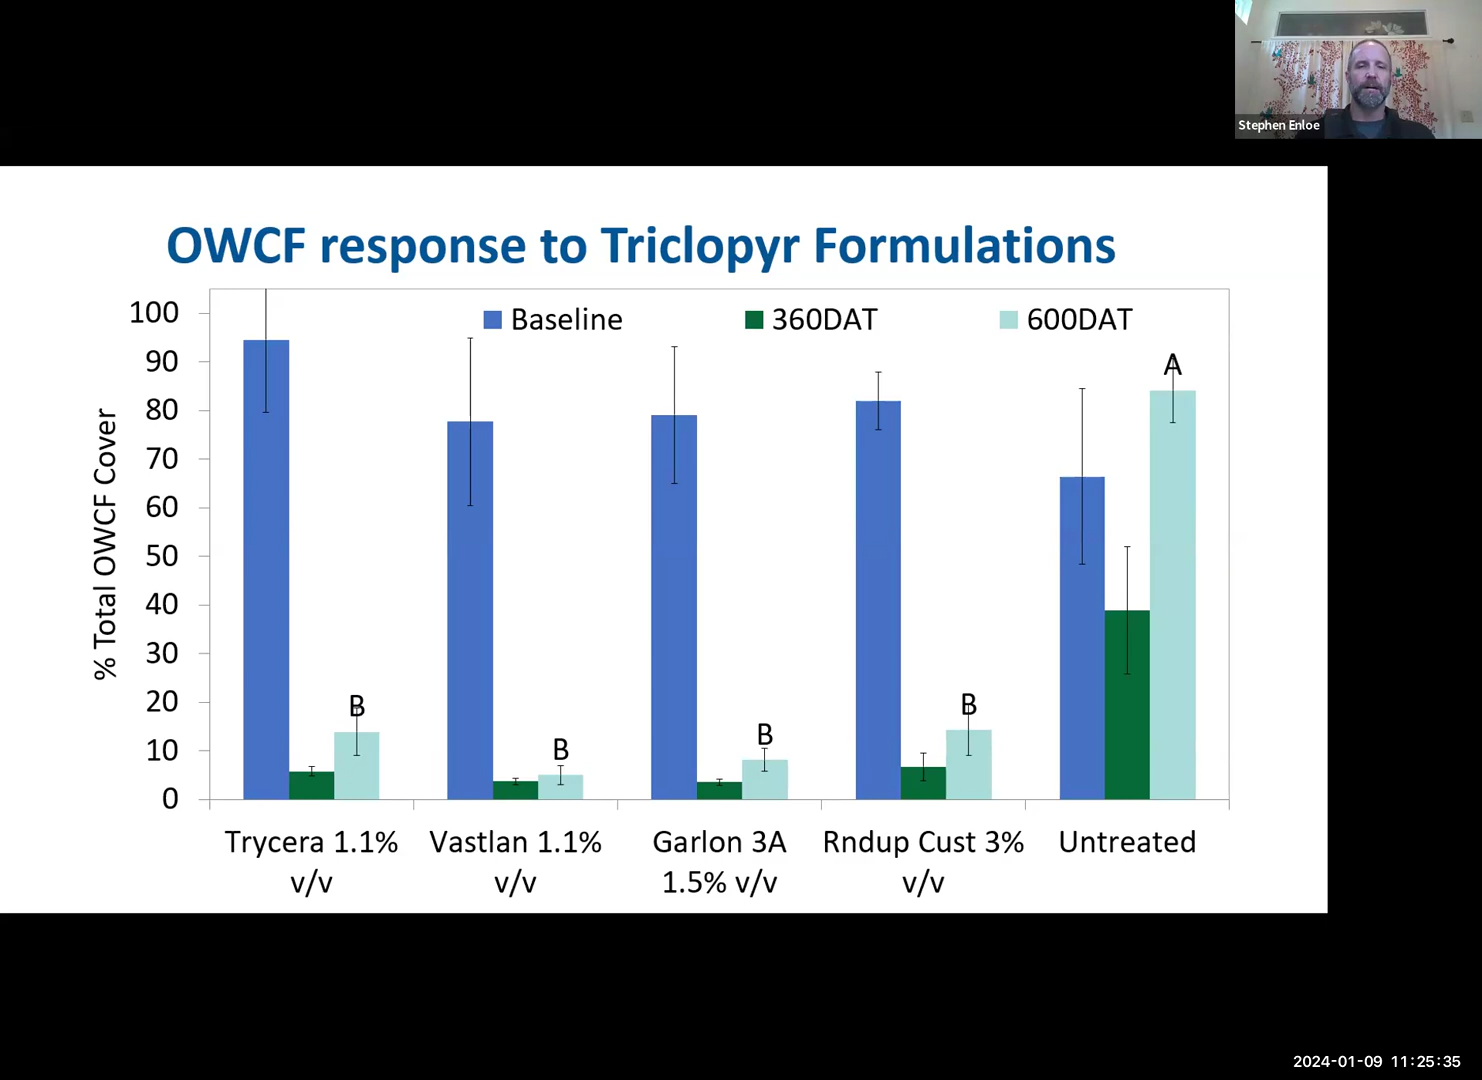 Stephen Enloe
OWCF response to Triclopyr Formulations
% Total OWCF Cover
100
90
80
70
60
50
40
30
20
10
0
Baseline
360DAT
600DAT
B
B
B
B
A
Trycera 1.1%
v/v
Vastlan 1.1%
v/v
Garlon 3A
1.5% v/v
Rndup Cust 3%
v/v
Untreated
2024-01-09 11:25:35